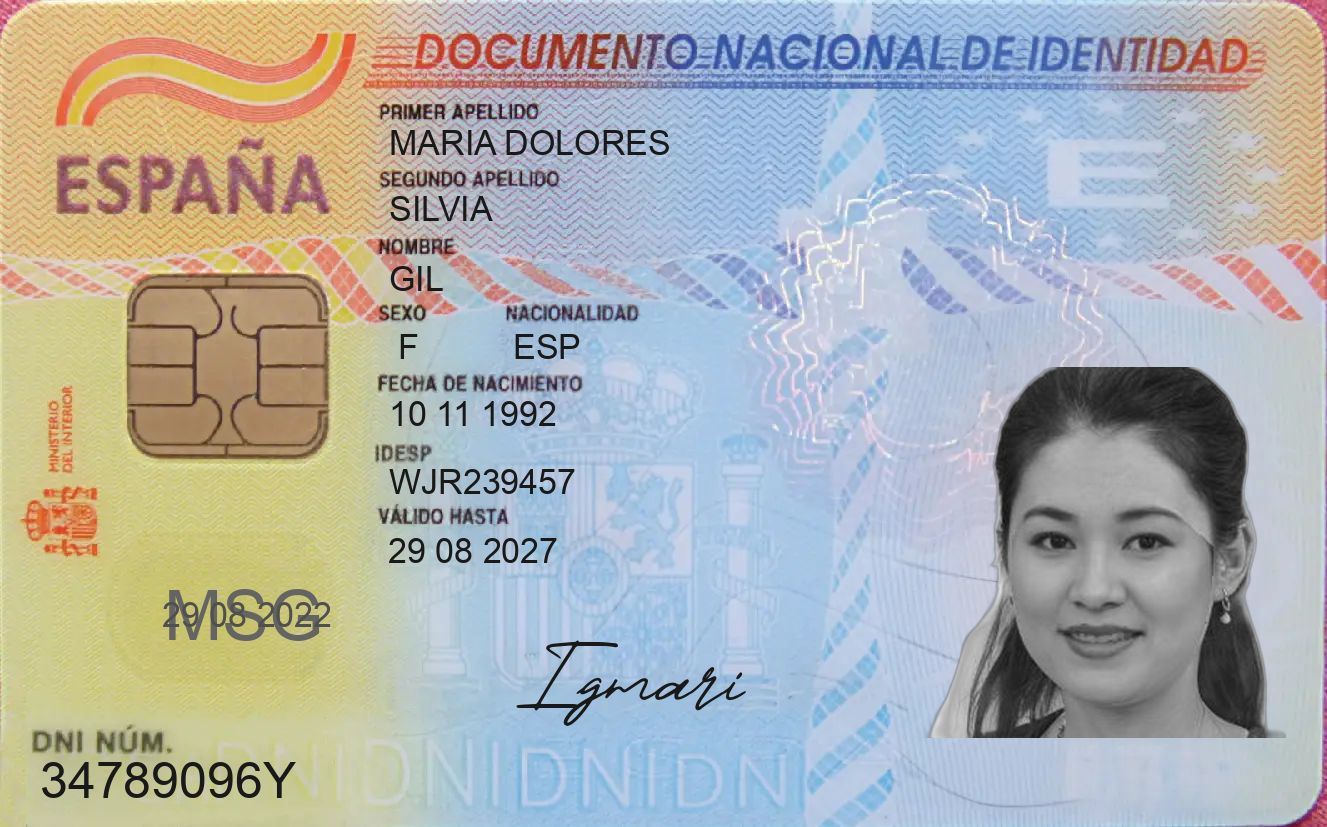 DOCUMENTO NACIONAL DE IDENTIDAD
ESPAÑA
PRIMER APELLIDO
MARIA DOLORES
SEGUNDO APELLIDO
SILVIA
NOMBRE
GIL
SEXO NACIONALIDAD
F ESP
FECHA DE NACIMIENTO
10 11 1992
IDESP
WJR239457
VÁLIDO HASTA
29 08 2027
MINISTERIO
DEL INTERIOR
E
MSG
29 08 2022
Igmari
DNI NÚM.
34789096Y
DNIDNIDNIDNI